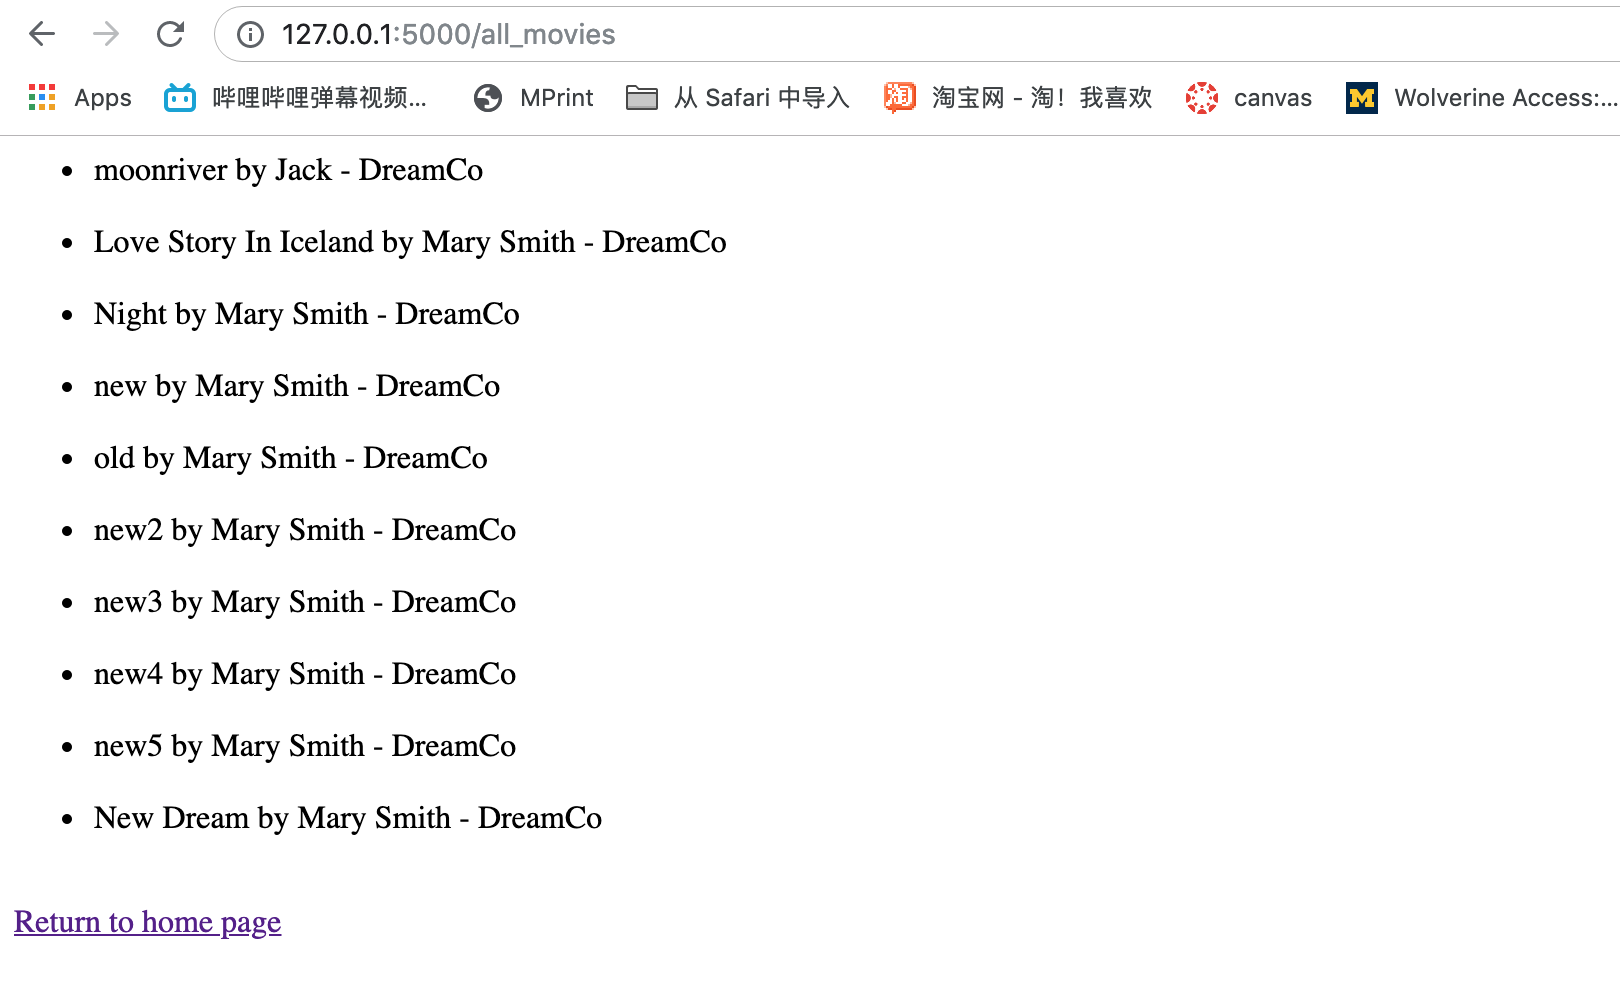 127.0.0.1:5000/all_movies
Apps 哔哩哔哩弹幕视频... MPrint 从 Safari 中导入 淘 淘宝网 - 淘！我喜欢 canvas M Wolverine Access:...
• moonriver by Jack - DreamCo
• Love Story In Iceland by Mary Smith - DreamCo
• Night by Mary Smith - DreamCo
• new by Mary Smith - DreamCo
• old by Mary Smith - DreamCo
• new2 by Mary Smith - DreamCo
• new3 by Mary Smith - DreamCo
• new4 by Mary Smith - DreamCo
• new5 by Mary Smith - DreamCo
• New Dream by Mary Smith - DreamCo
Return to home page